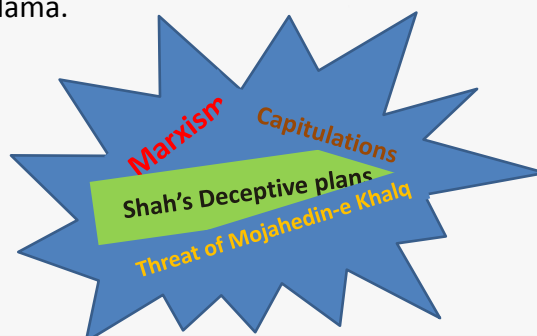 lama.
Marxism
Capitulations
Shah's Deceptive plans
Threat of Mojahedin-e Khalq